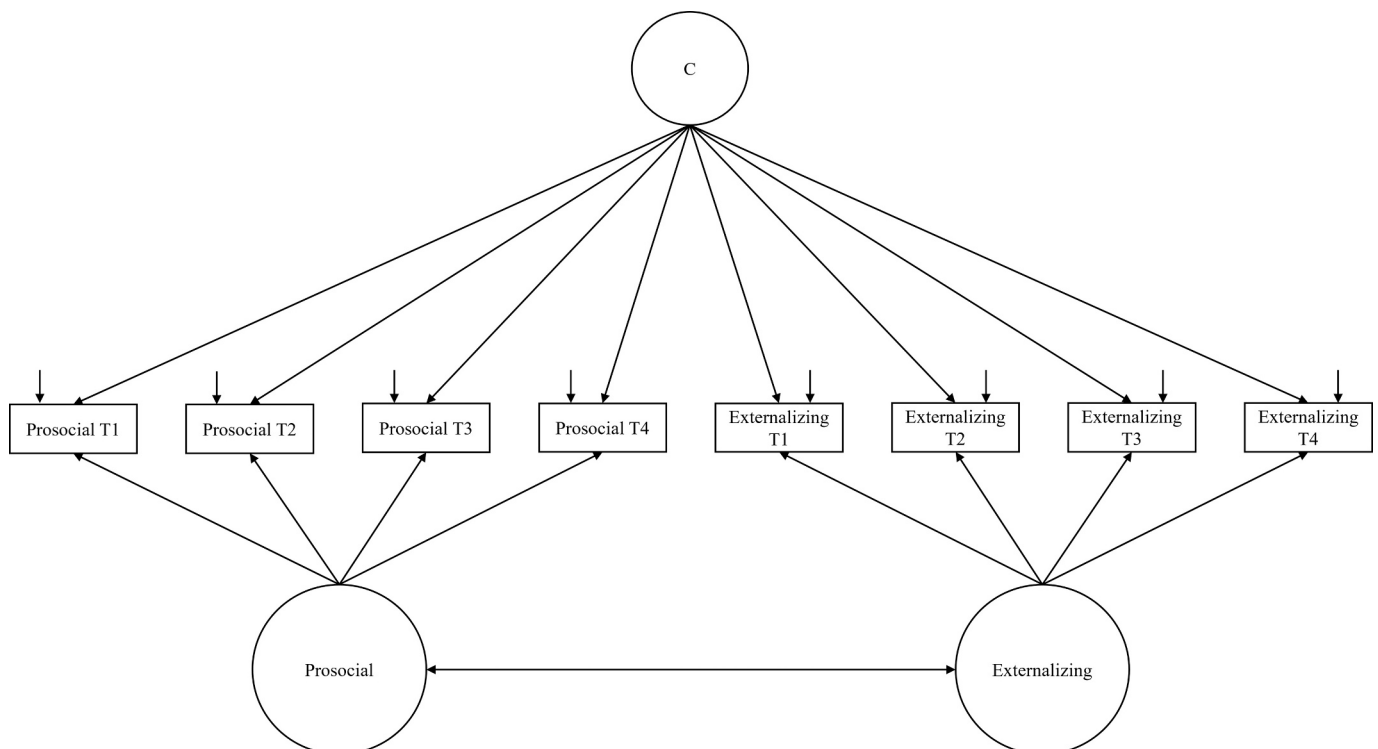 C
Prosocial T1
Prosocial T2
Prosocial T3
Prosocial T4
Externalizing
T1
Externalizing
T2
Externalizing
T3
Externalizing
T4
Prosocial
Externalizing